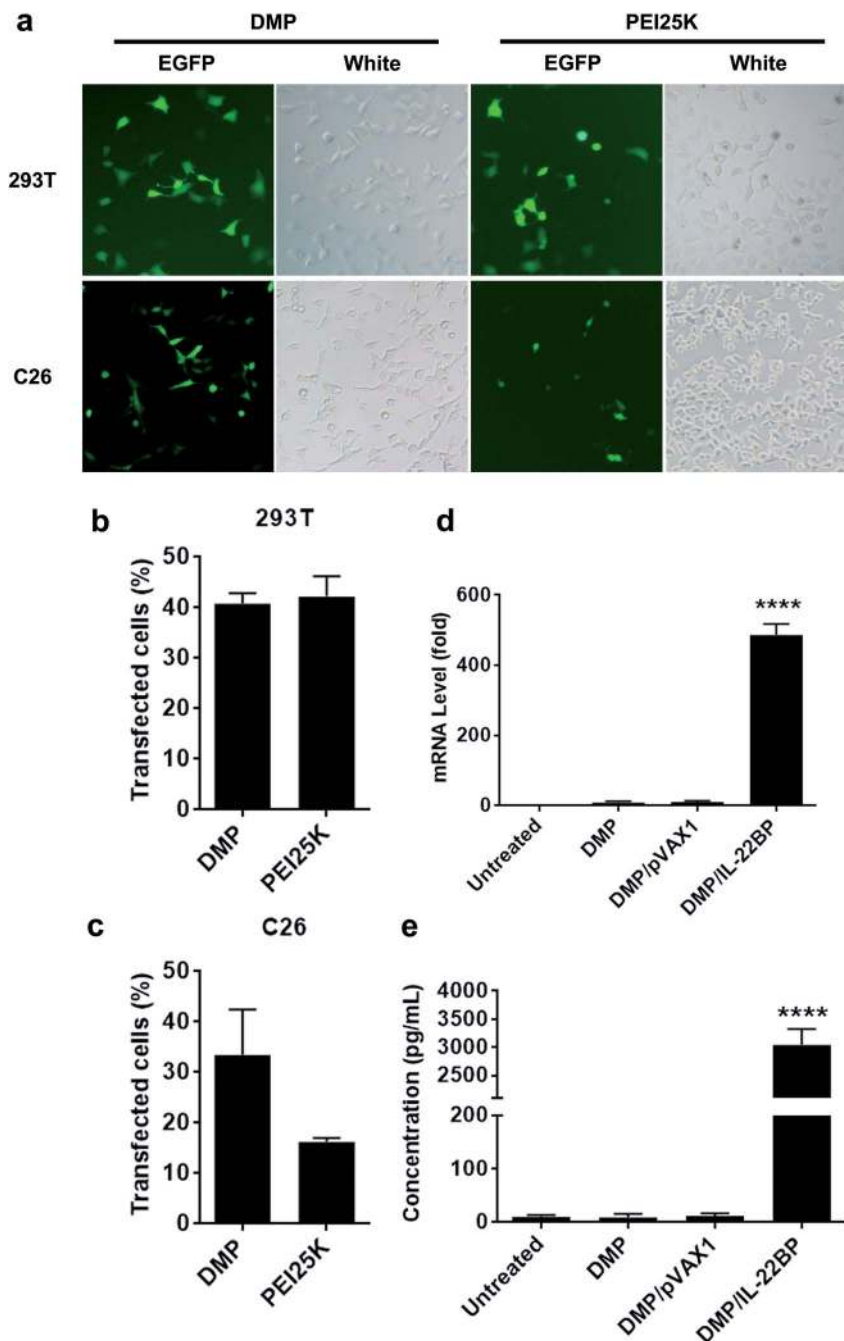 a
DMP
PEI25K
EGFP
White
EGFP
White
293T
C26
b
293T
Transfected cells (%)
50
40
30
20
10
0
DMP
PEI25K
d
mRNA Level (fold)
600
400
200
0
****
Untreated
DMP
DMP/pVAX1
DMP/IL-22BP
c
C26
Transfected cells (%)
50
40
30
20
10
0
DMP
PEI25K
e
Concentration (pg/mL)
4000
3500
3000
2500
200
100
0
****
Untreated
DMP
DMP/pVAX1
DMP/IL-22BP